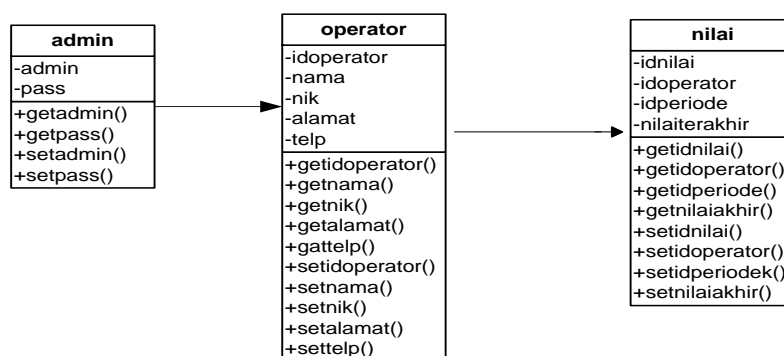 admin
-admin
-pass
+getadmin()
+getpass()
+setadmin()
+setpass()
operator
-idoperator
-nama
-nik
-alamat
-telp
+getidoperator()
+getnama()
+getnik()
+getalamat()
+gattelp()
+setidoperator()
+setnama()
+setnik()
+setalamat()
+settelp()
nilai
-idnilai
-idoperator
-idperiode
-nilaiterakhir
+getidnilai()
+getidoperator()
+getidperiode()
+getnilaiakhir()
+setidnilai()
+setidoperator()
+setidperiodek()
+setnilaiakhir()